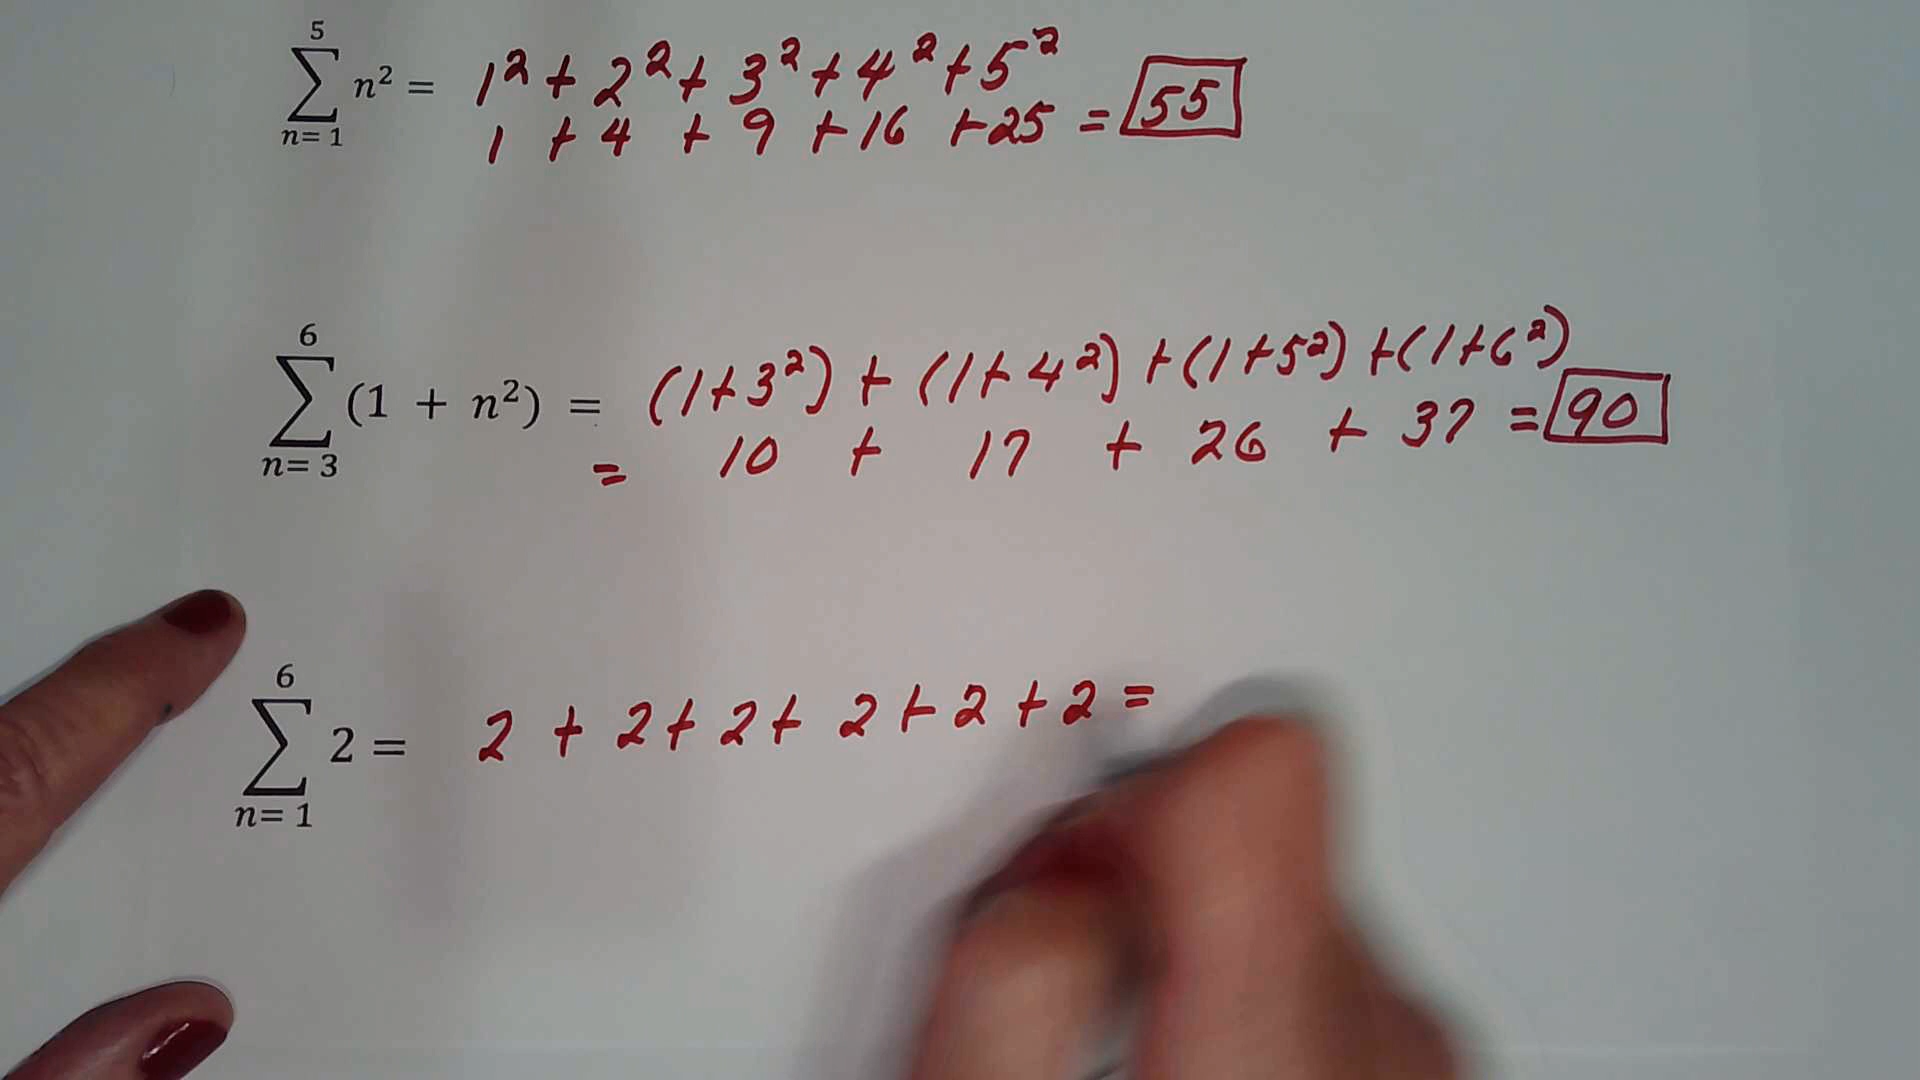 5
∑ n² = 1² + 2² + 3² + 4² + 5²
n= 1 1 + 4 + 9 + 16 + 25 = 55
6
∑ (1 + n²) = (1+3²) + (1+4²) + (1+5²) + (1+6²)
n= 3 = 10 + 17 + 26 + 37 = 90
6
∑ 2 = 2 + 2 + 2 + 2 + 2 + 2 =
n= 1